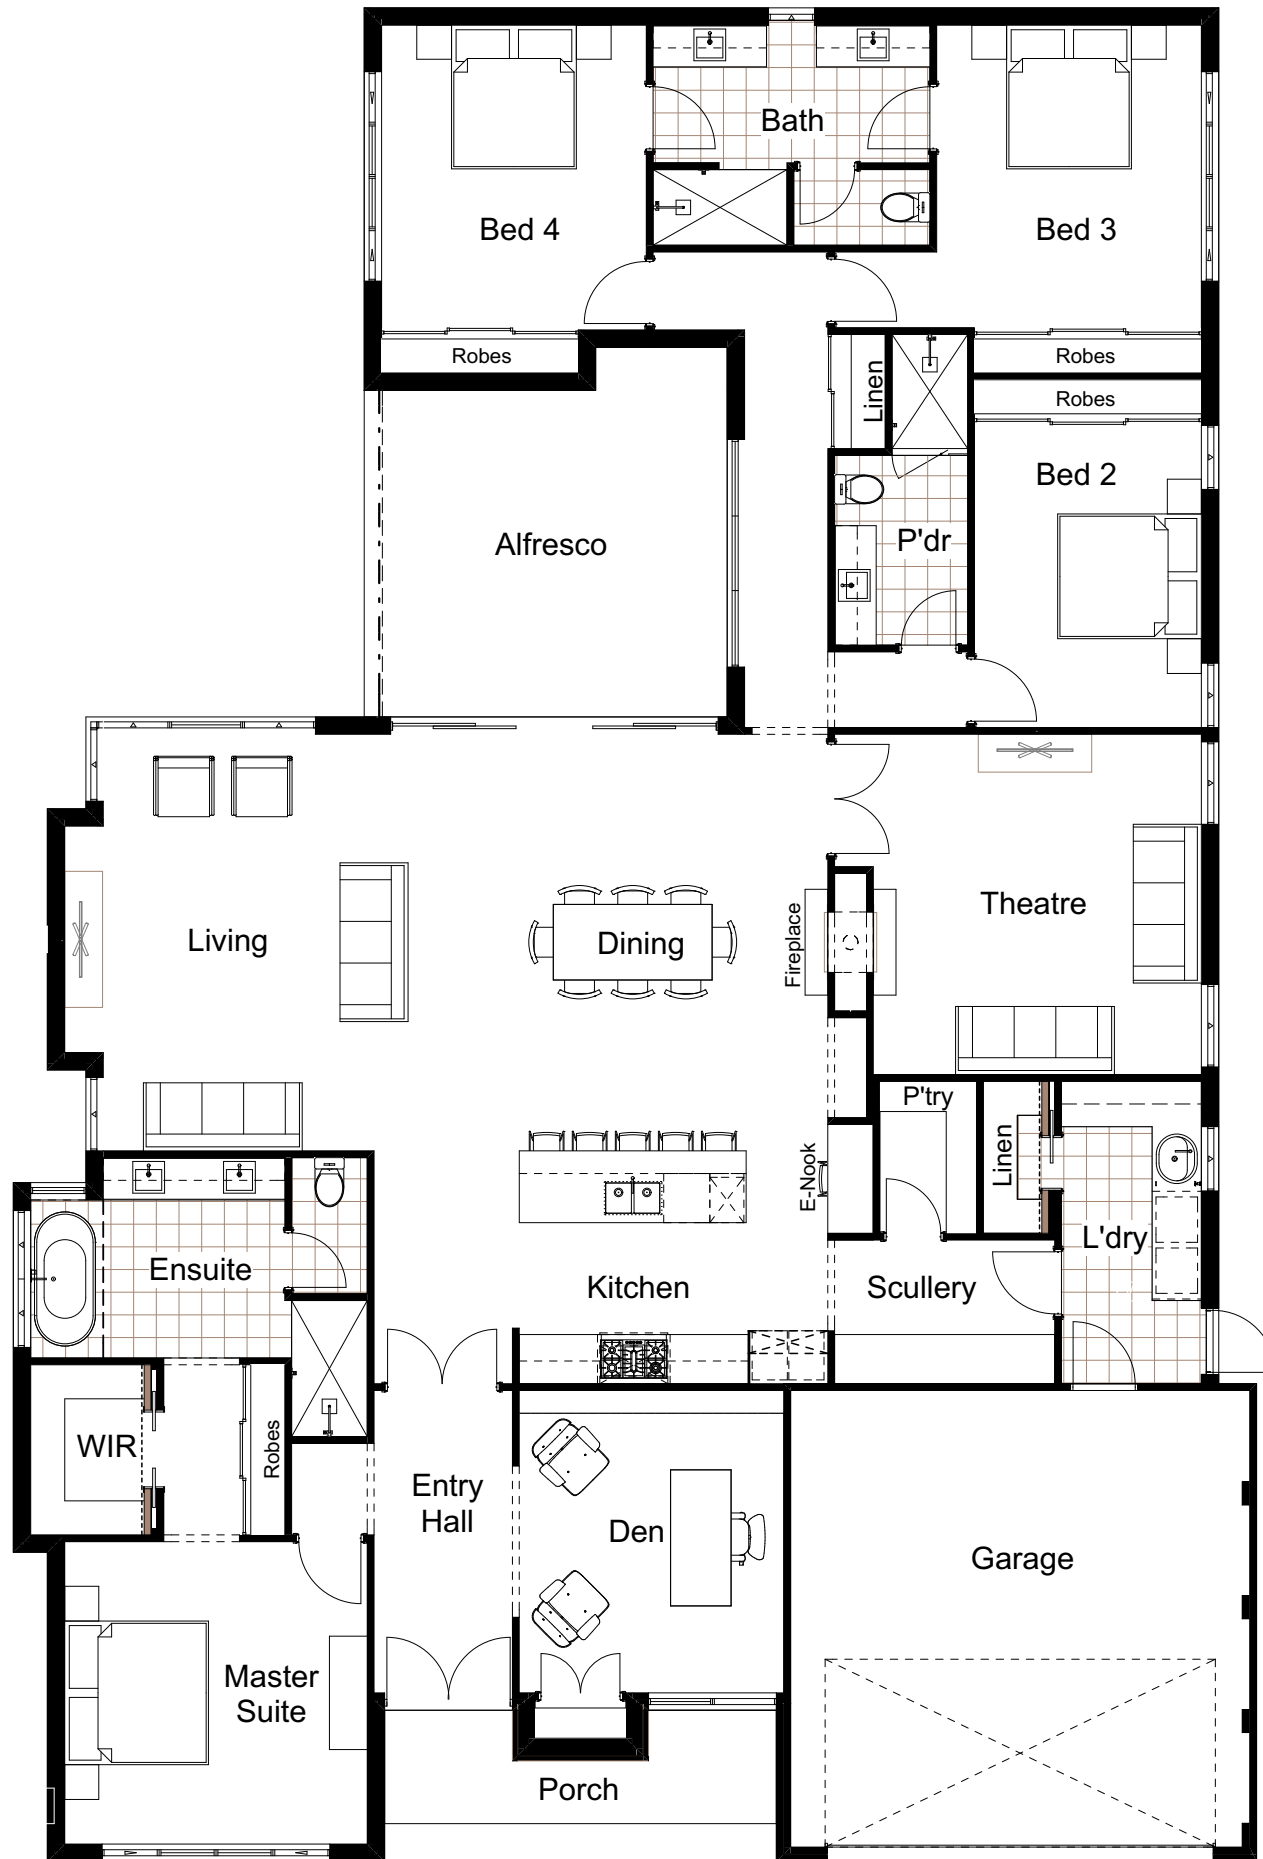 Bath
Bed 4
Bed 3
Robes
Robes
Linen
Robes
Bed 2
P'dr
Alfresco
Living
Dining
Fireplace
Theatre
P'try
Linen
E-Nook
L'dry
Ensuite
Kitchen
Scullery
WIR
Robes
Entry
Hall
Den
Garage
Master
Suite
Porch